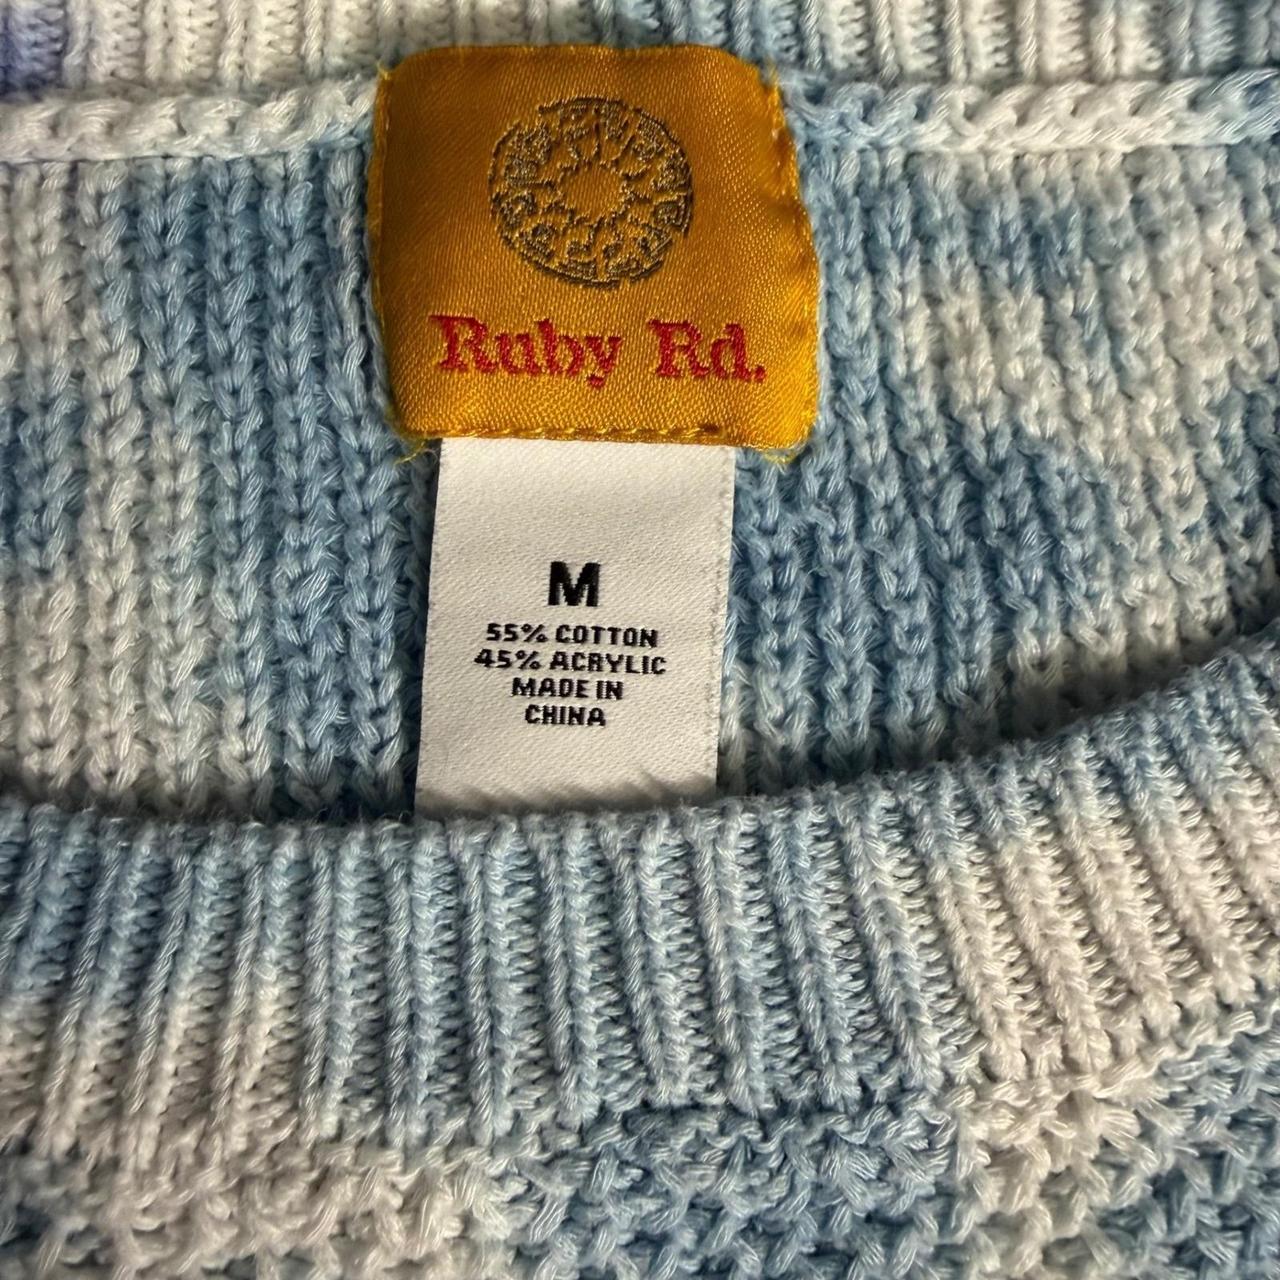 Ruby Rd.
M
55% COTTON
45% ACRYLIC
MADE IN
CHINA